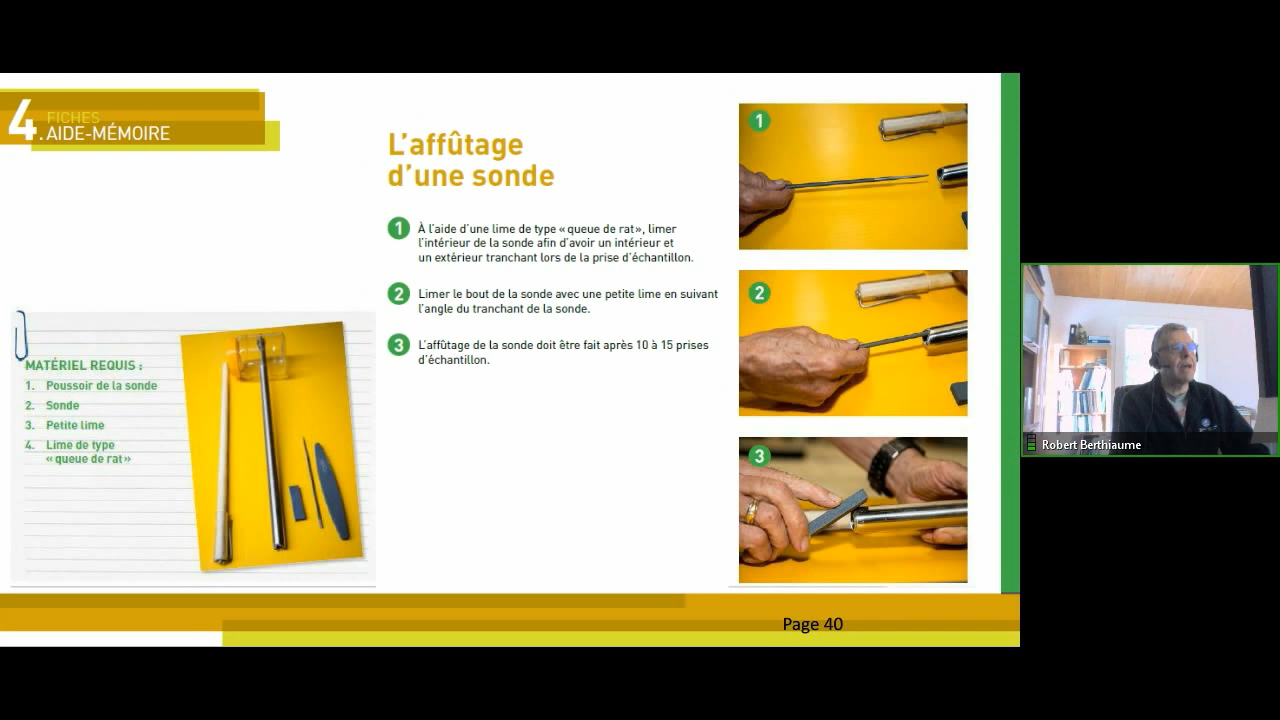 4.
FICHES
AIDE-MÉMOIRE
L'affûtage
d'une sonde
1 À l'aide d'une lime de type « queue de rat », limer
l'intérieur de la sonde afin d'avoir un intérieur et
un extérieur tranchant lors de la prise d'échantillon.
2 Limer le bout de la sonde avec une petite lime en suivant
l'angle du tranchant de la sonde.
3 L'affûtage de la sonde doit être fait après 10 à 15 prises
d'échantillon.
MATÉRIEL REQUIS :
1. Poussoir de la sonde
2. Sonde
3. Petite lime
4. Lime de type
« queue de rat »
1
2
3
Robert Berthiaume
Page 40